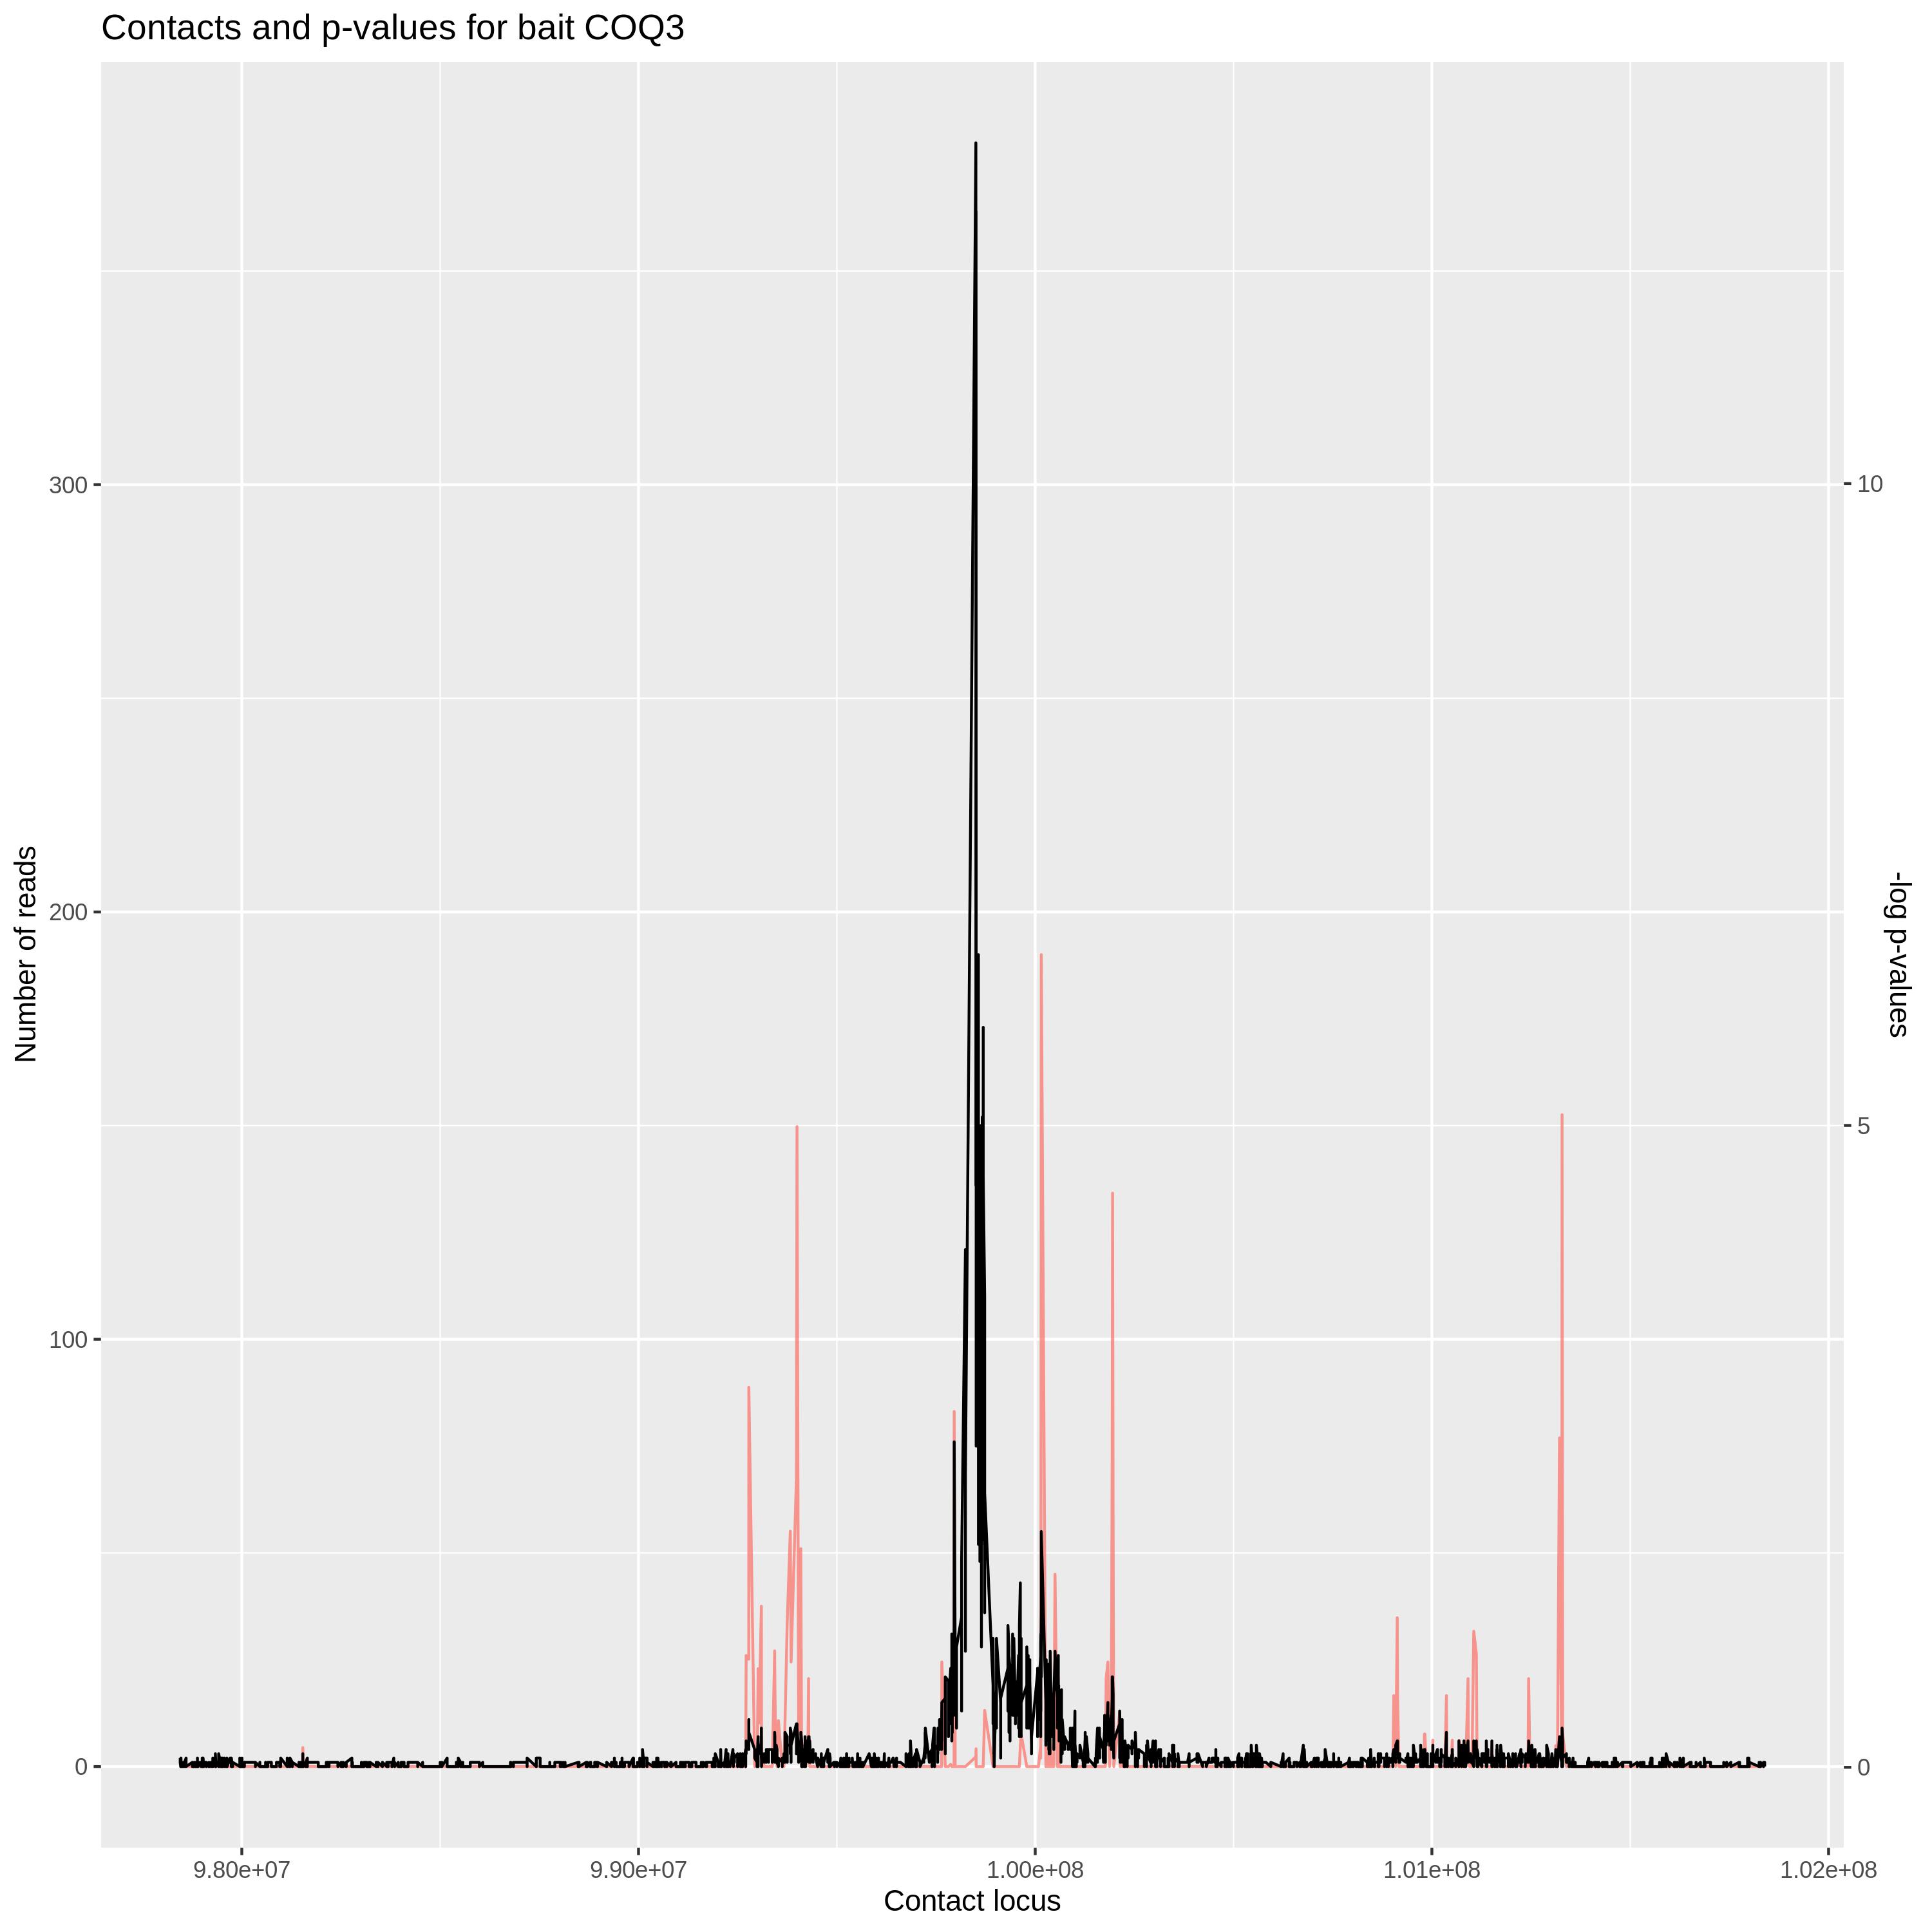 Contacts and p-values for bait COQ3
Number of reads
300
200
100
0
10
5
0
-log p-values
9.80e+07 9.90e+07 1.00e+08 1.01e+08 1.02e+08
Contact locus